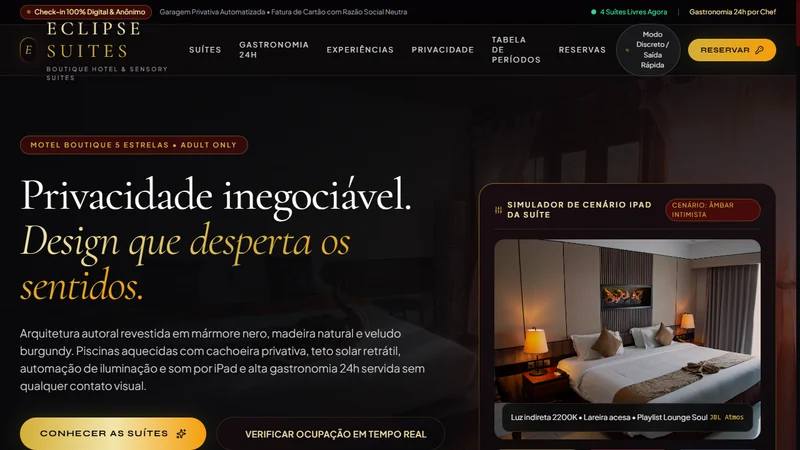 Check-in 100% Digital & Anônimo
Garagem Privativa Automatizada • Fatura de Cartão com Razão Social Neutra
4 Suítes Livres Agora
Gastronomia 24h por Chef
E
ECLIPSE
SUITES
BOUTIQUE HOTEL & SENSORY
SUITES
SUÍTES
GASTRONOMIA
24H
EXPERIÊNCIAS
PRIVACIDADE
TABELA
DE
PERÍODOS
RESERVAS
Modo
Discreto /
Saída
Rápida
RESERVAR
MOTEL BOUTIQUE 5 ESTRELAS • ADULT ONLY
Privacidade inegociável.
Design que desperta os
sentidos.
Arquitetura autoral revestida em mármore nero, madeira natural e veludo
burgundy. Piscinas aquecidas com cachoeira privativa, teto solar retrátil,
automação de iluminação e som por iPad e alta gastronomia 24h servida sem
qualquer contato visual.
CONHECER AS SUÍTES
VERIFICAR OCUPAÇÃO EM TEMPO REAL
SIMULADOR DE CENÁRIO IPAD
DA SUÍTE
CENÁRIO: ÂMBAR
INTIMISTA
Luz indireta 2200K • Lareira acesa • Playlist Lounge Soul
JBL Atmos